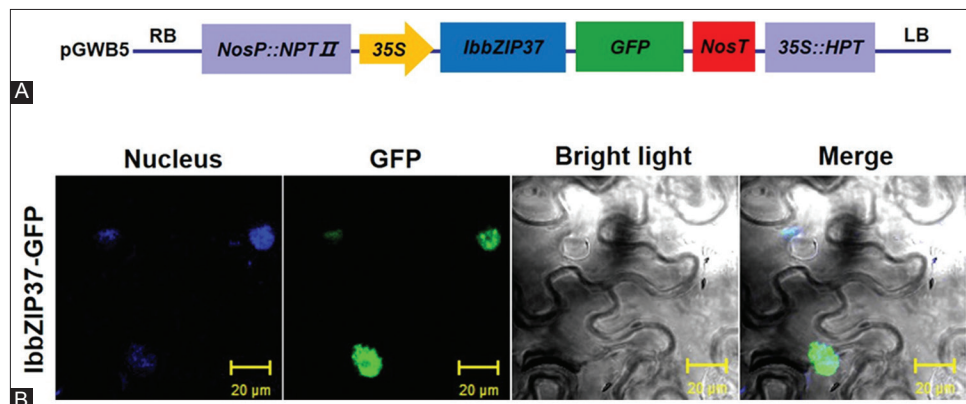 pGWB5 RB NosP::NPTⅡ 35S IbbZIP37 GFP NosT 35S::HPT LB
A
Nucleus GFP Bright light Merge
IbbZIP37-GFP
20 µm 20 µm 20 µm 20 µm
B